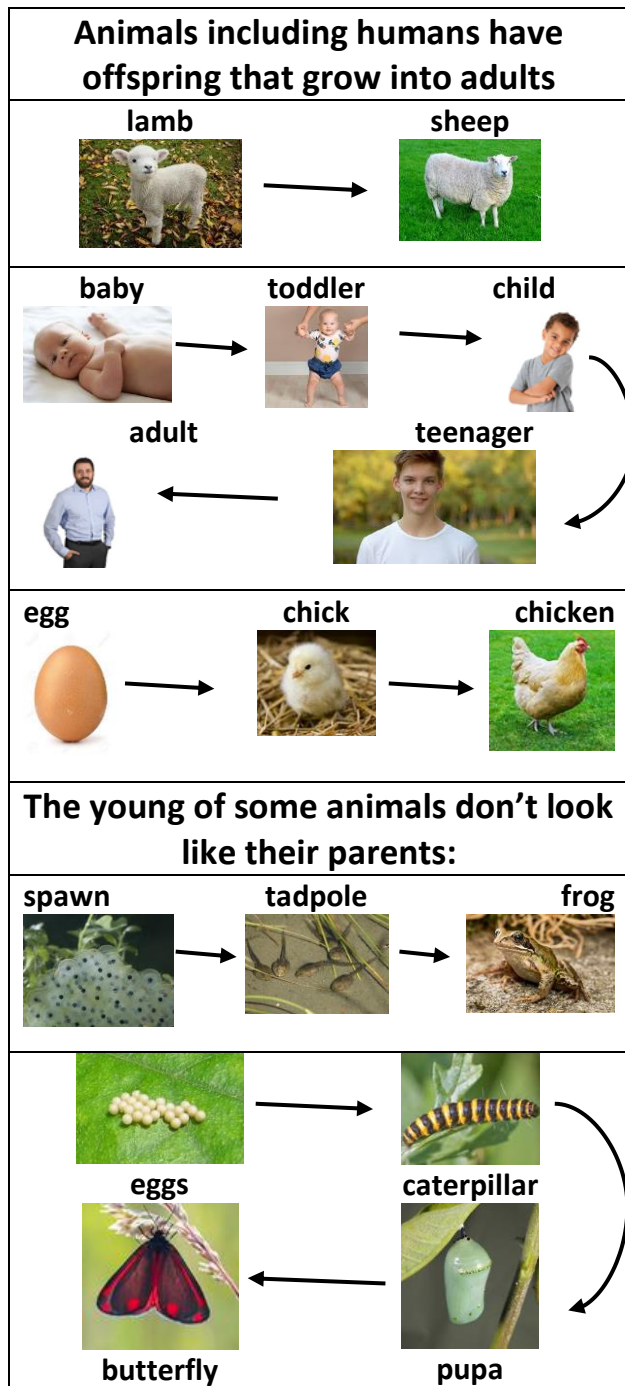 Animals including humans have
offspring that grow into adults
lamb sheep
baby toddler child
adult teenager
egg chick chicken
The young of some animals don’t look
like their parents:
spawn tadpole frog
eggs caterpillar
butterfly pupa